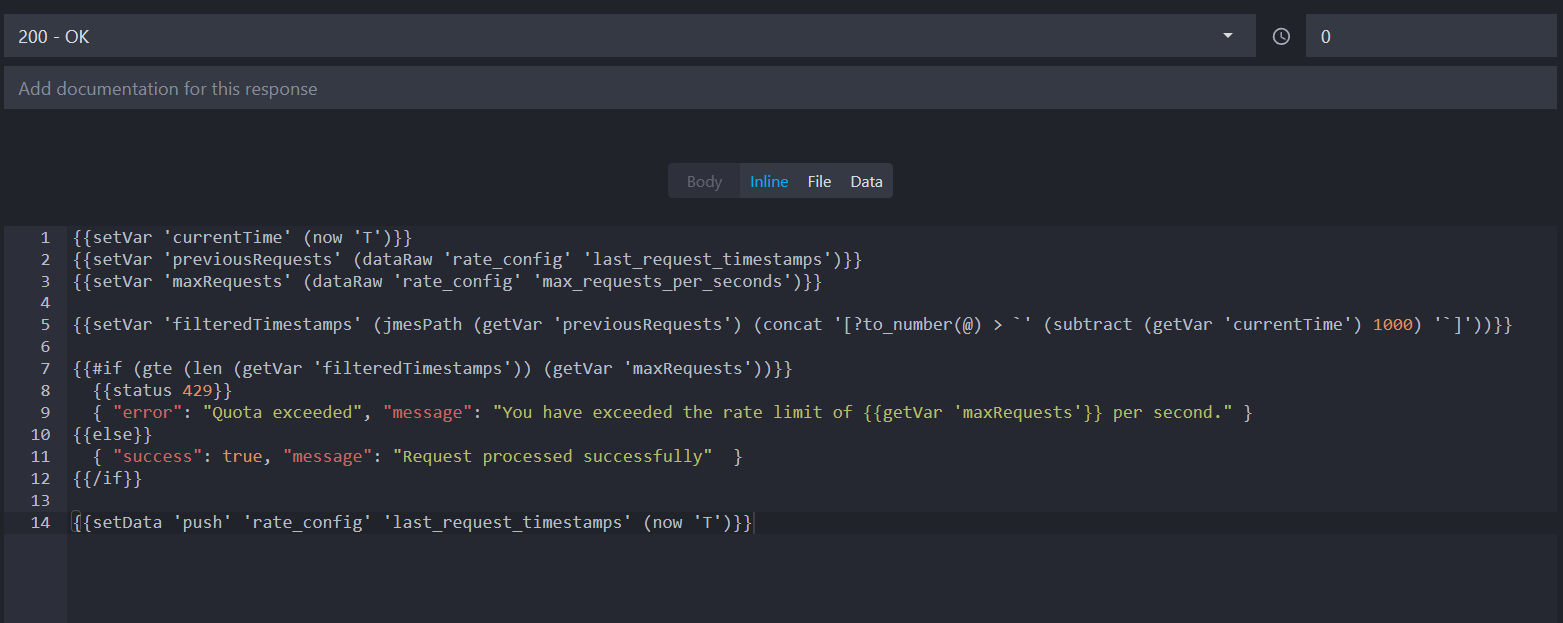 200 - OK
0
Add documentation for this response
Body Inline File Data
1 {{setVar 'currentTime' (now 'T')}}
2 {{setVar 'previousRequests' (dataRaw 'rate_config' 'last_request_timestamps')}}
3 {{setVar 'maxRequests' (dataRaw 'rate_config' 'max_requests_per_seconds')}}
4
5 {{setVar 'filteredTimestamps' (jmesPath (getVar 'previousRequests') (concat '[?to_number(@) > `' (subtract (getVar 'currentTime') 1000) '`]'))}}
6
7 {{#if (gte (len (getVar 'filteredTimestamps')) (getVar 'maxRequests'))}}
8   {{status 429}}
9   { "error": "Quota exceeded", "message": "You have exceeded the rate limit of {{getVar 'maxRequests'}} per second." }
10 {{else}}
11   { "success": true, "message": "Request processed successfully"  }
12 {{/if}}
13
14 {{setData 'push' 'rate_config' 'last_request_timestamps' (now 'T')}}